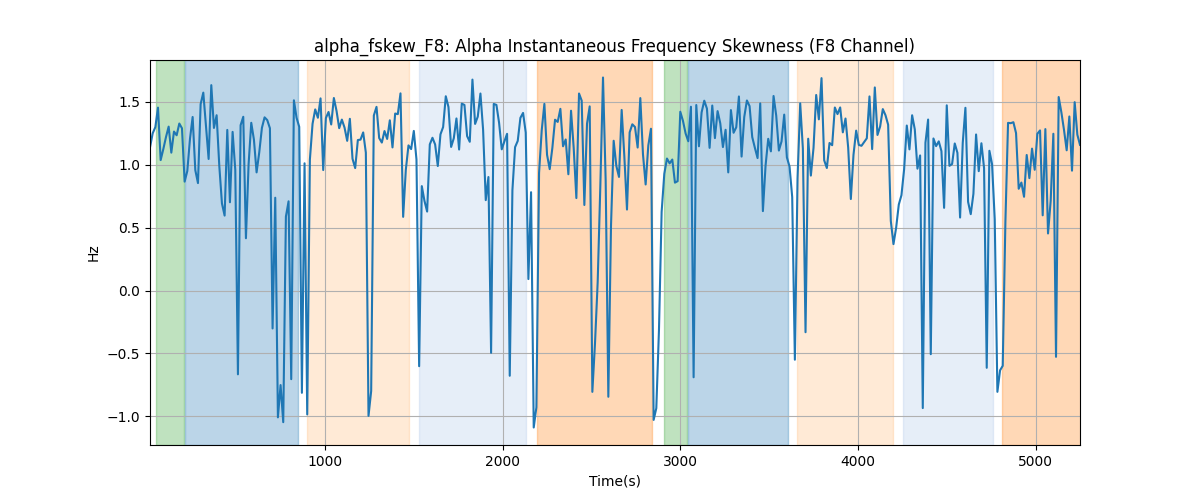 alpha_fskew_F8: Alpha Instantaneous Frequency Skewness (F8 Channel)
1.5
1.0
0.5
0.0
−0.5
−1.0
Hz
1000 2000 3000 4000 5000
Time(s)